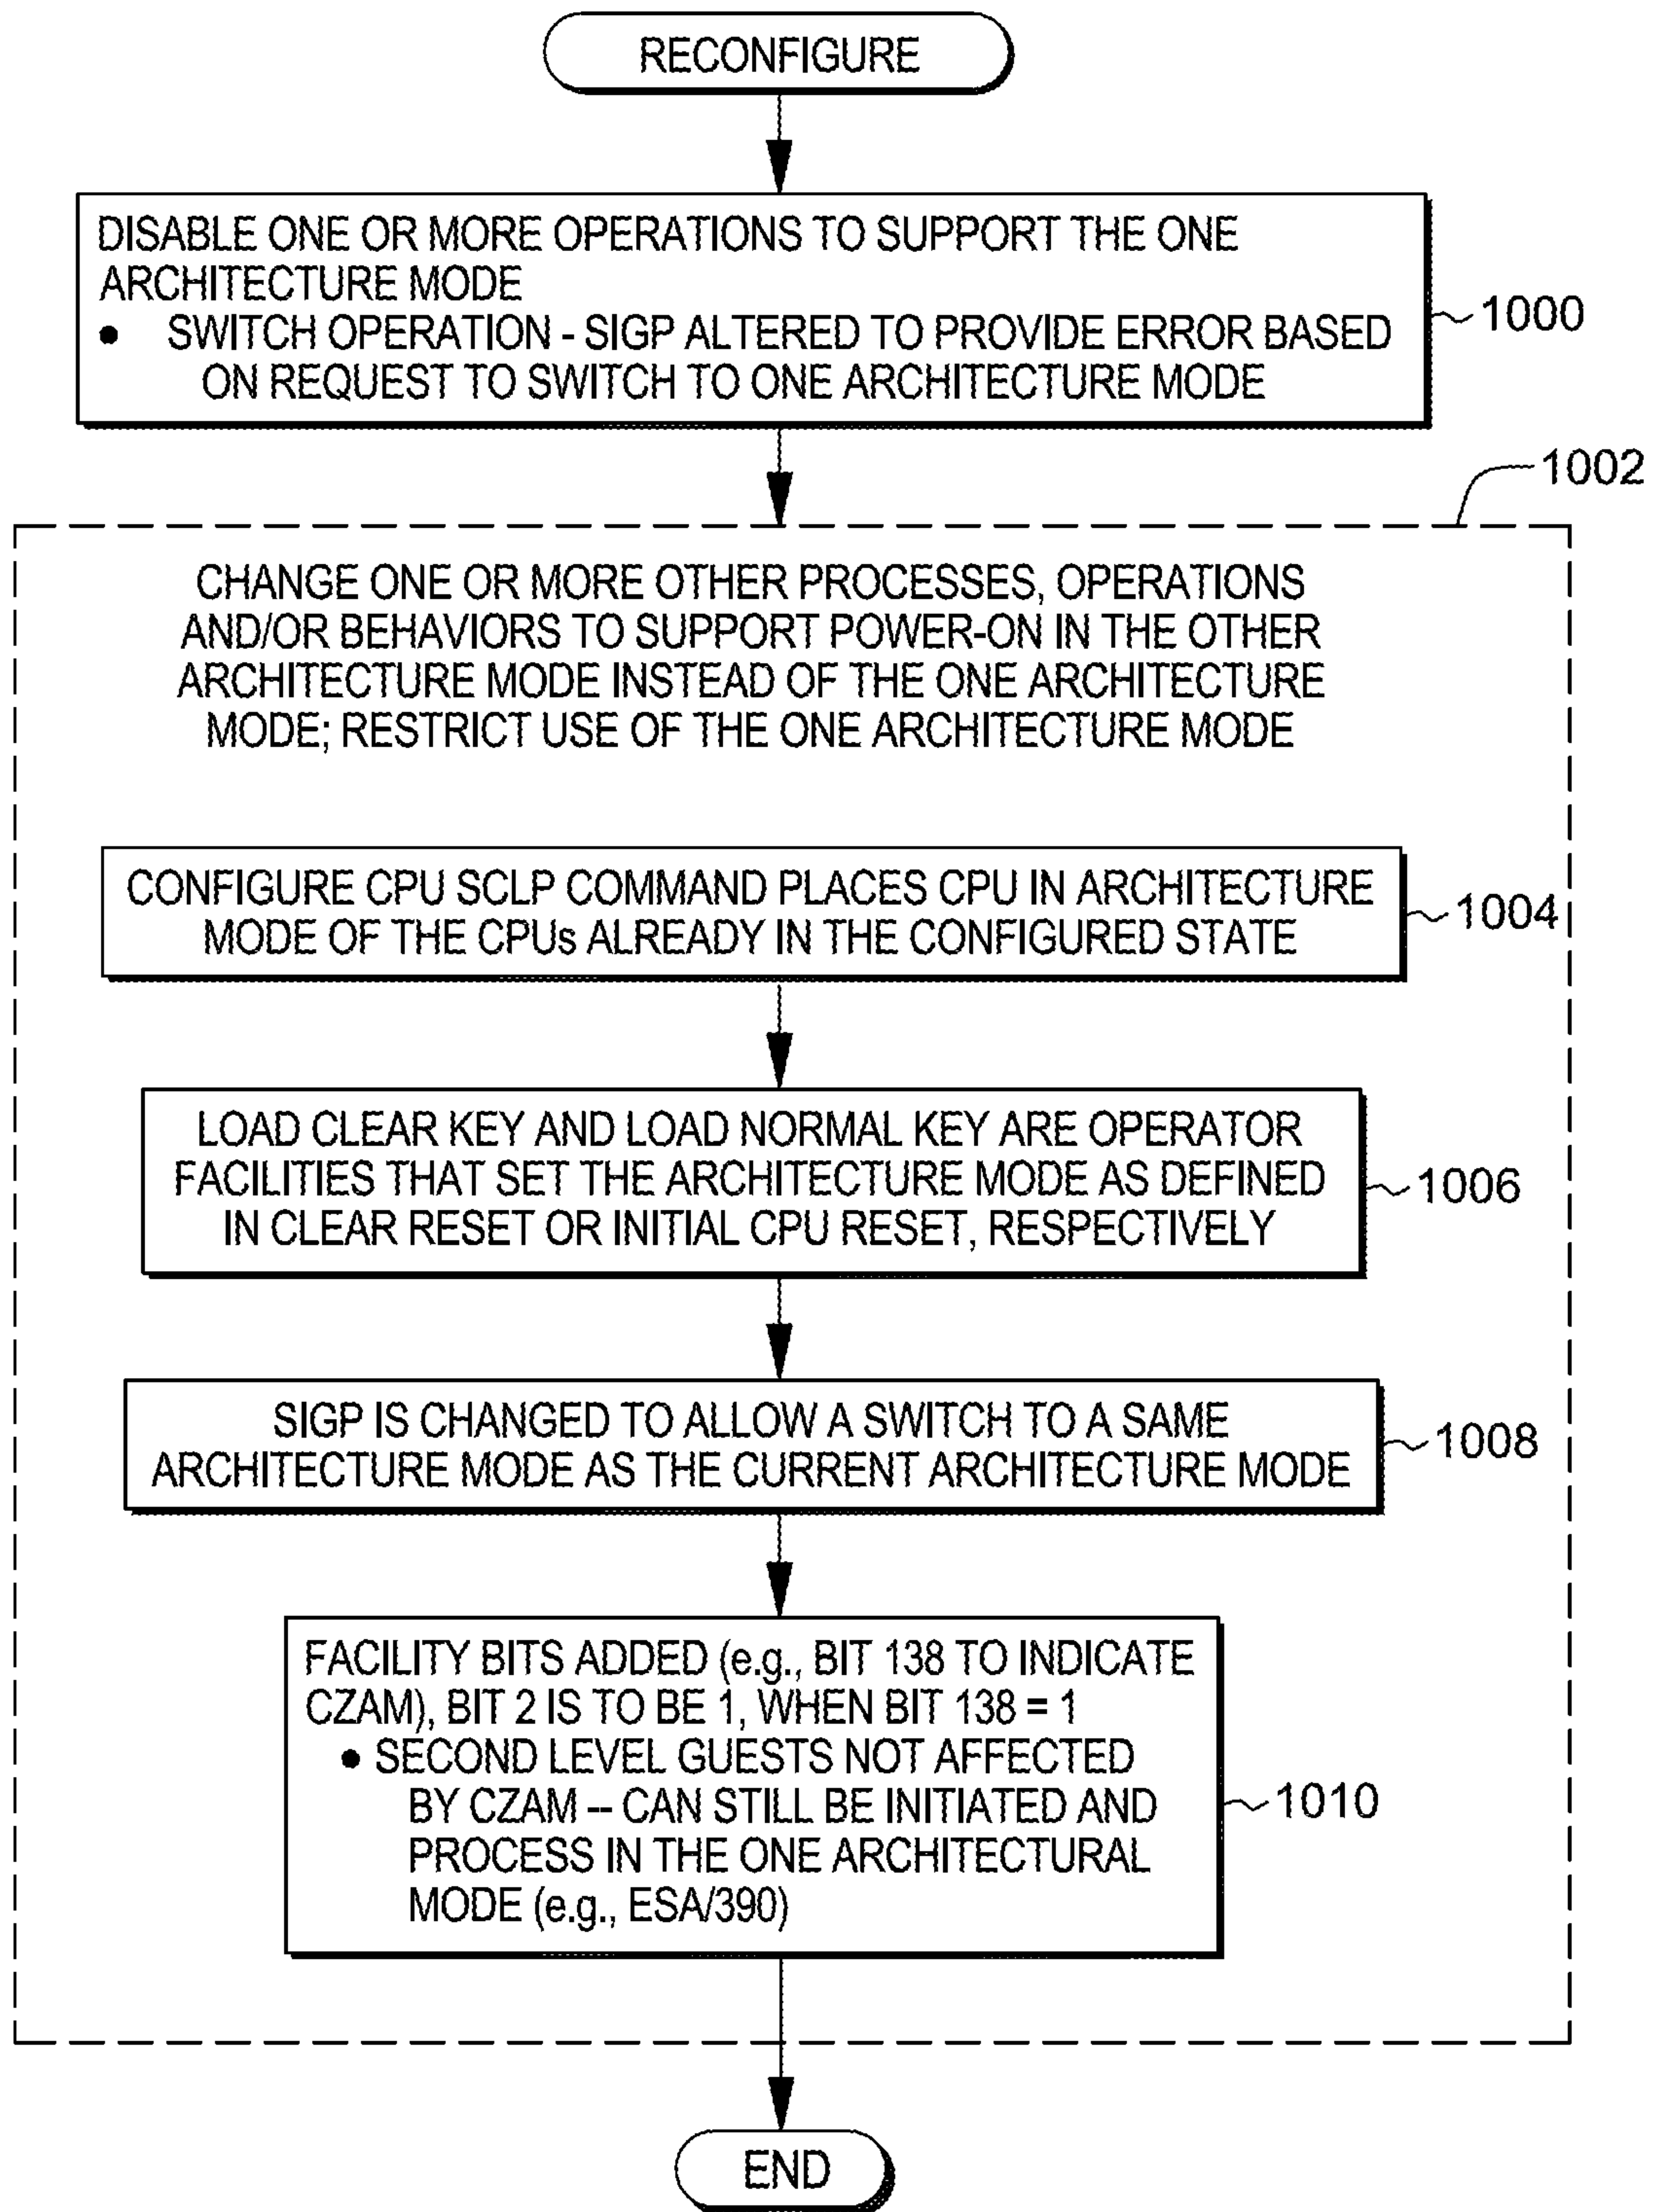 RECONFIGURE
DISABLE ONE OR MORE OPERATIONS TO SUPPORT THE ONE
ARCHITECTURE MODE
• SWITCH OPERATION - SIGP ALTERED TO PROVIDE ERROR BASED
ON REQUEST TO SWITCH TO ONE ARCHITECTURE MODE
1000
1002
CHANGE ONE OR MORE OTHER PROCESSES, OPERATIONS
AND/OR BEHAVIORS TO SUPPORT POWER-ON IN THE OTHER
ARCHITECTURE MODE INSTEAD OF THE ONE ARCHITECTURE
MODE; RESTRICT USE OF THE ONE ARCHITECTURE MODE
CONFIGURE CPU SCLP COMMAND PLACES CPU IN ARCHITECTURE
MODE OF THE CPUs ALREADY IN THE CONFIGURED STATE
1004
LOAD CLEAR KEY AND LOAD NORMAL KEY ARE OPERATOR
FACILITIES THAT SET THE ARCHITECTURE MODE AS DEFINED
IN CLEAR RESET OR INITIAL CPU RESET, RESPECTIVELY
1006
SIGP IS CHANGED TO ALLOW A SWITCH TO A SAME
ARCHITECTURE MODE AS THE CURRENT ARCHITECTURE MODE
1008
FACILITY BITS ADDED (e.g., BIT 138 TO INDICATE
CZAM), BIT 2 IS TO BE 1, WHEN BIT 138 = 1
• SECOND LEVEL GUESTS NOT AFFECTED
BY CZAM -- CAN STILL BE INITIATED AND
PROCESS IN THE ONE ARCHITECTURAL
MODE (e.g., ESA/390)
1010
END